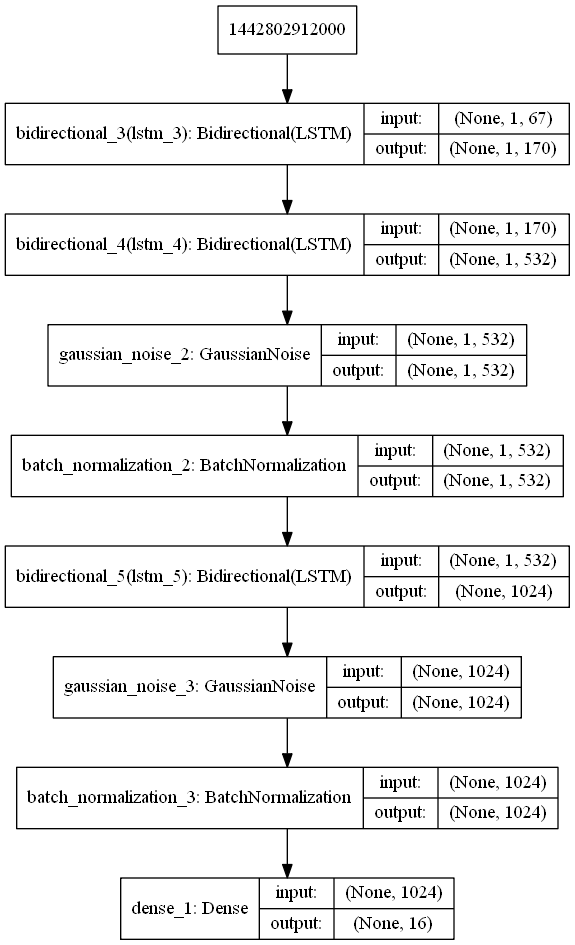 1442802912000
bidirectional_3(lstm_3): Bidirectional(LSTM)
input: (None, 1, 67)
output: (None, 1, 170)
bidirectional_4(lstm_4): Bidirectional(LSTM)
input: (None, 1, 170)
output: (None, 1, 532)
gaussian_noise_2: GaussianNoise
input: (None, 1, 532)
output: (None, 1, 532)
batch_normalization_2: BatchNormalization
input: (None, 1, 532)
output: (None, 1, 532)
bidirectional_5(lstm_5): Bidirectional(LSTM)
input: (None, 1, 532)
output: (None, 1024)
gaussian_noise_3: GaussianNoise
input: (None, 1024)
output: (None, 1024)
batch_normalization_3: BatchNormalization
input: (None, 1024)
output: (None, 1024)
dense_1: Dense
input: (None, 1024)
output: (None, 16)